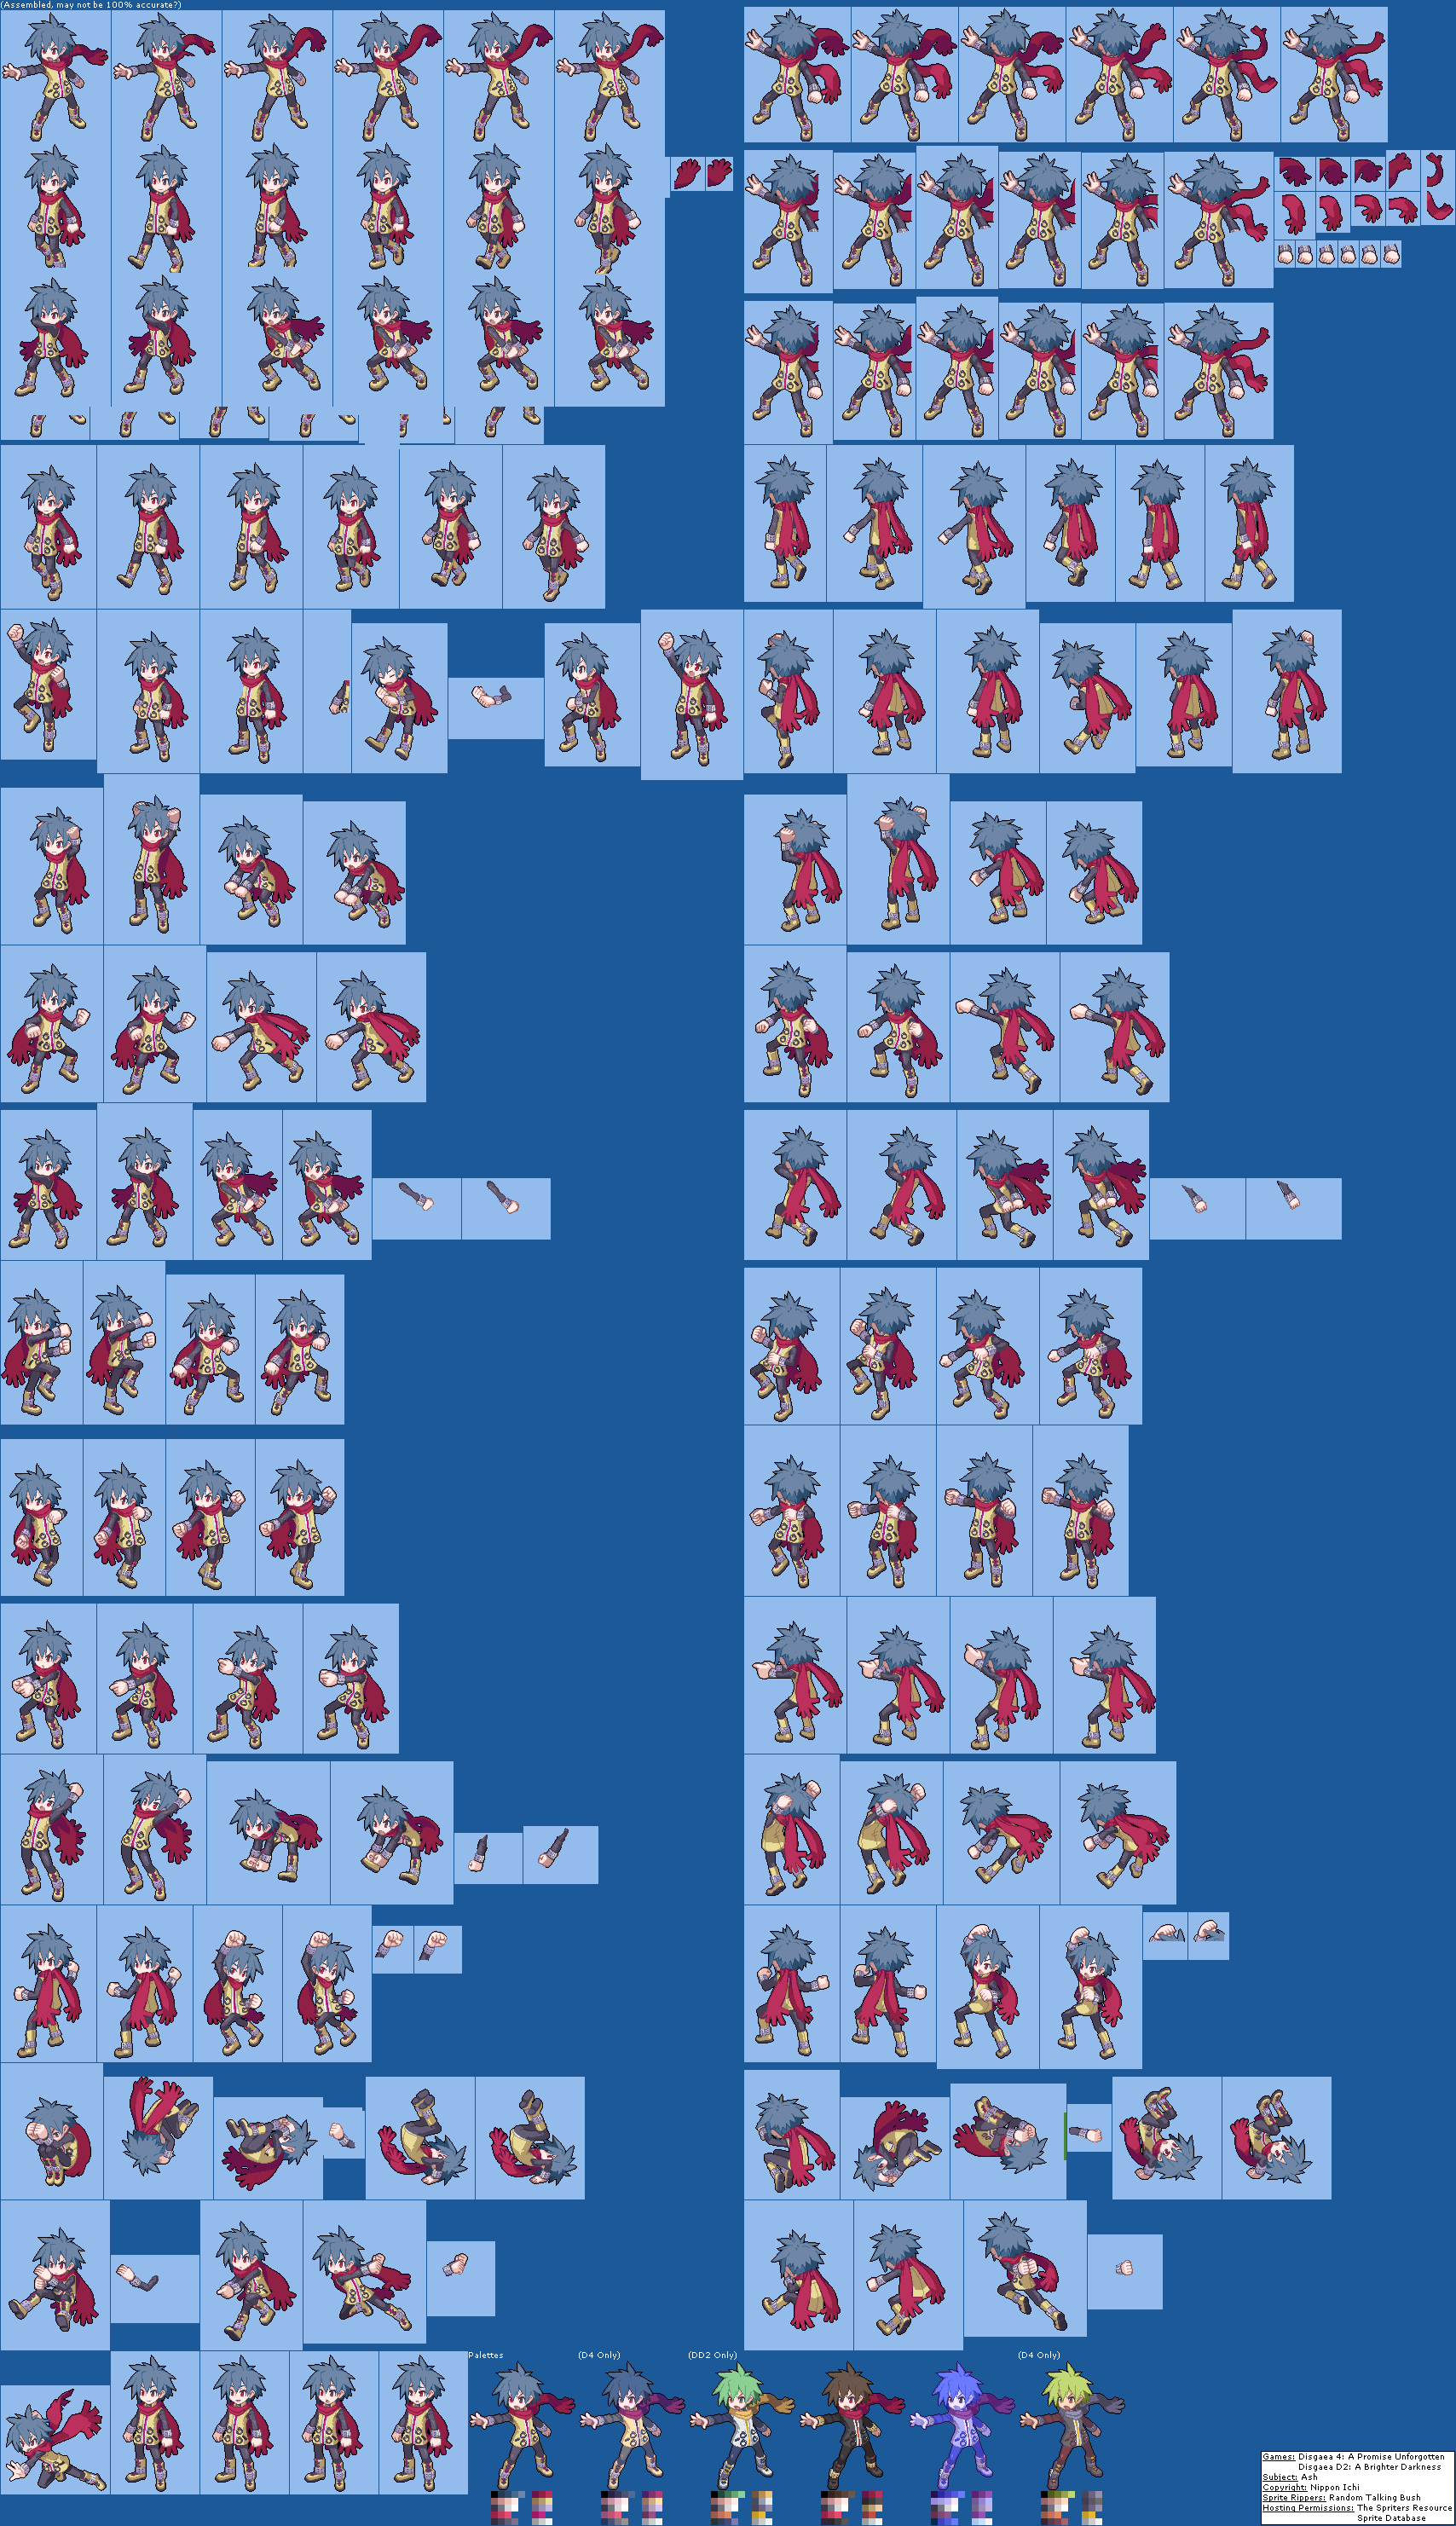 (Assembled, may not be 100% accurate?)
Palettes
(D4 Only)
(DD2 Only)
(D4 Only)
Games: Disgaea 4: A Promise Unforgotten
Disgaea D2: A Brighter Darkness
Subject: Ash
Copyright: Nippon Ichi
Sprite Rippers: Random Talking Bush
Hosting Permissions: The Spriters Resource
Sprite Database